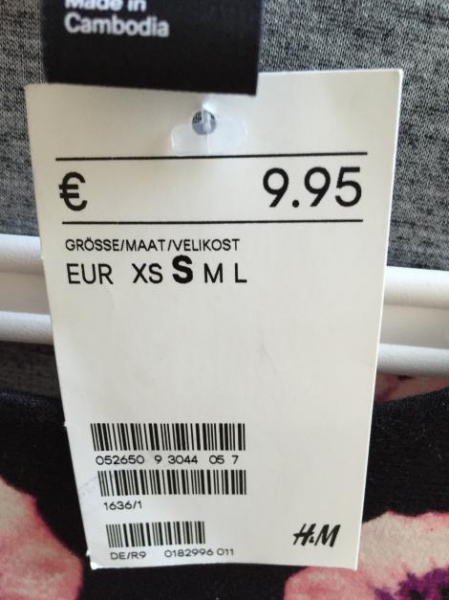 Made in
Cambodia
€ 9.95
GRÖSSE/MAAT/VELIKOST
EUR XS S M L
052650 9 3044 05 7
1636/1
DE/R9 0182996 011
H&M